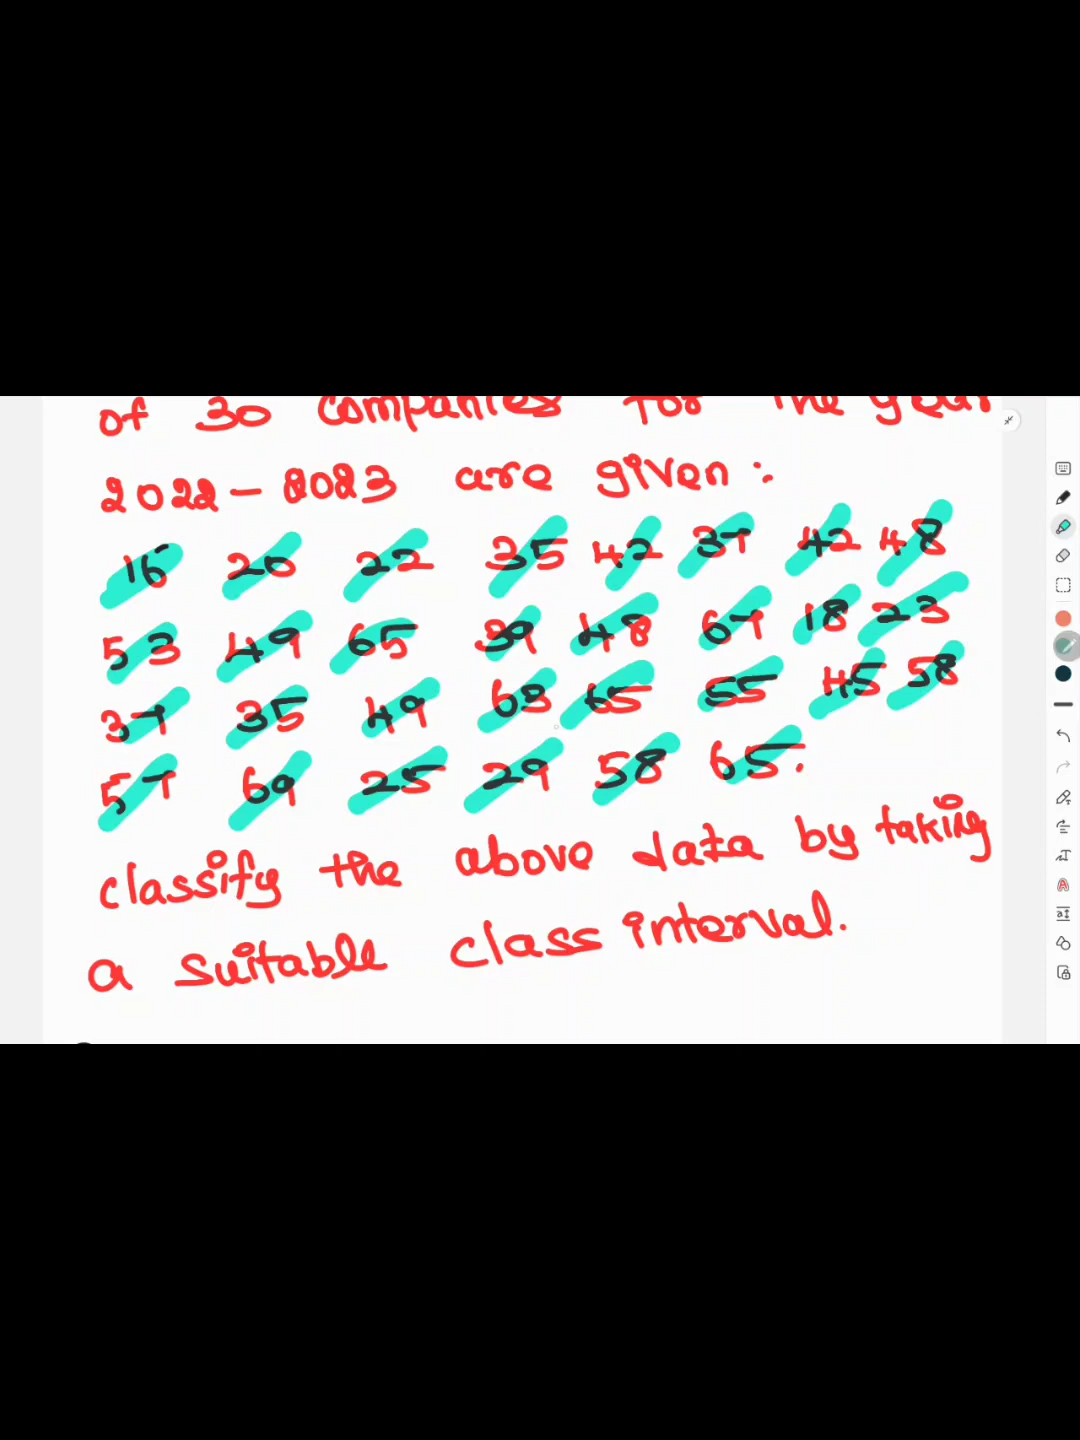 of 30 companies for the year
2022 - 2023 are given :
16 20 22 35 42 37 42 48
53 49 65 39 48 67 18 23
37 35 49 63 65 55 45 58
57 69 25 29 58 65.
classify the above data by taking
a suitable class interval.